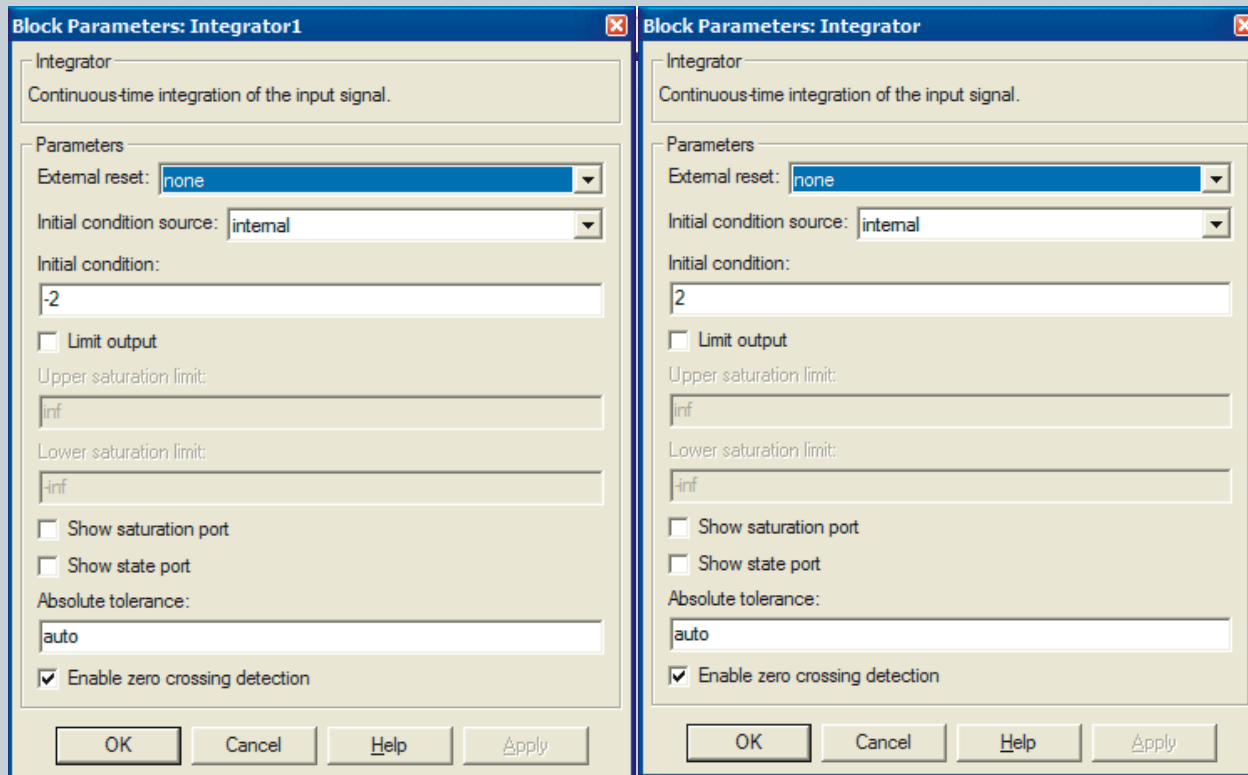 Block Parameters: Integrator1
Integrator
Continuous-time integration of the input signal.
Parameters
External reset: none
Initial condition source: internal
Initial condition:
-2
Limit output
Upper saturation limit:
inf
Lower saturation limit:
-inf
Show saturation port
Show state port
Absolute tolerance:
auto
Enable zero crossing detection
OK Cancel Help Apply
Block Parameters: Integrator
Integrator
Continuous-time integration of the input signal.
Parameters
External reset: none
Initial condition source: internal
Initial condition:
2
Limit output
Upper saturation limit:
inf
Lower saturation limit:
-inf
Show saturation port
Show state port
Absolute tolerance:
auto
Enable zero crossing detection
OK Cancel Help Apply